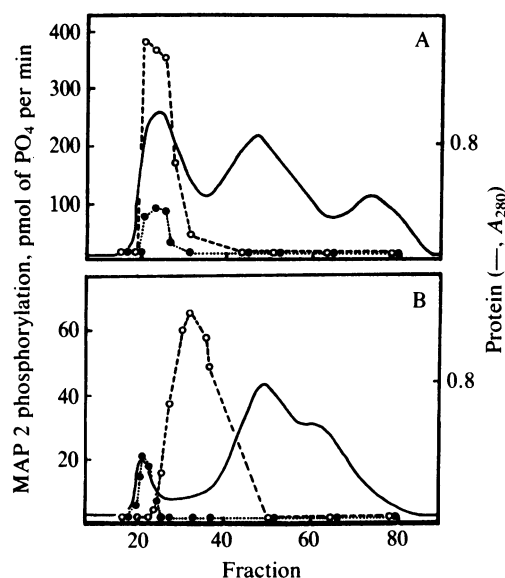 MAP 2 phosphorylation, pmol of PO4 per min
400
300
200
100
A
0.8
60
40
20
B
0.8
Protein (—, A280)
20
40
60
80
Fraction